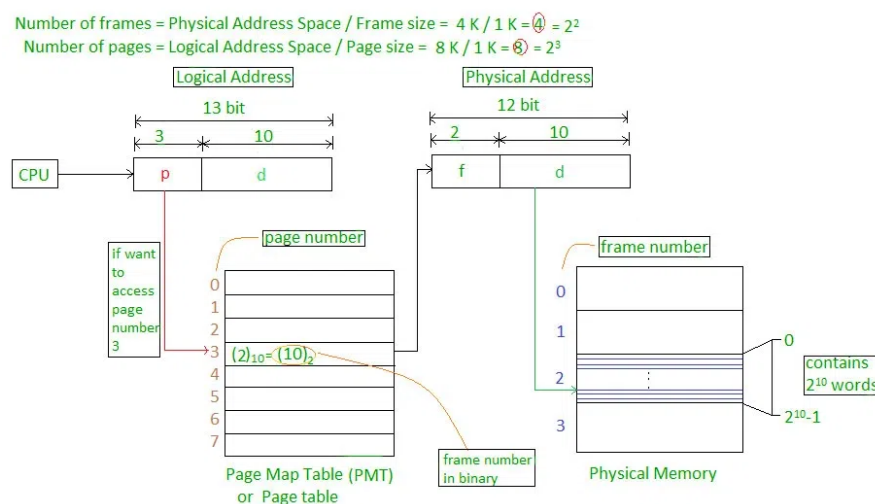 Number of frames = Physical Address Space / Frame size = 4 K / 1 K = 4 = 2²
Number of pages = Logical Address Space / Page size = 8 K / 1 K = 8 = 2³
Logical Address
Physical Address
13 bit
12 bit
3
10
2
10
CPU
p
d
f
d
page number
frame number
if want
to
access
page
number
3
0
1
2
3
4
5
6
7
(2)₁₀= (10)₂
0
1
2
3
0
contains
2¹⁰ words
2¹⁰-1
frame number
in binary
Page Map Table (PMT)
or Page table
Physical Memory